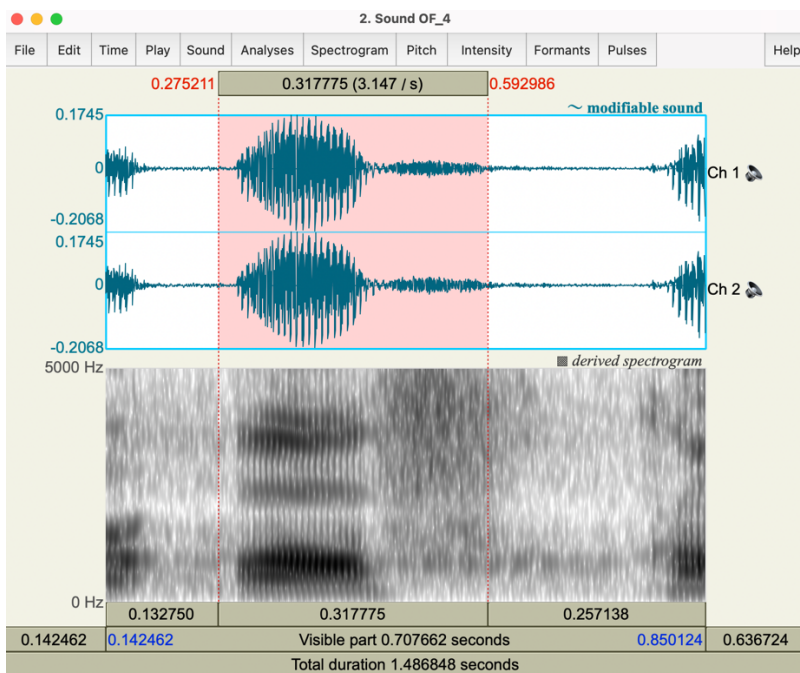 2. Sound OF_4
File Edit Time Play Sound Analyses Spectrogram Pitch Intensity Formants Pulses Help
0.275211 0.317775 (3.147 / s) 0.592986
0.1745 ~ modifiable sound
0 Ch 1
-0.2068
0.1745
0 Ch 2
-0.2068
derived spectrogram
5000 Hz
0 Hz
0.132750 0.317775 0.257138
0.142462 0.142462 Visible part 0.707662 seconds 0.850124 0.636724
Total duration 1.486848 seconds